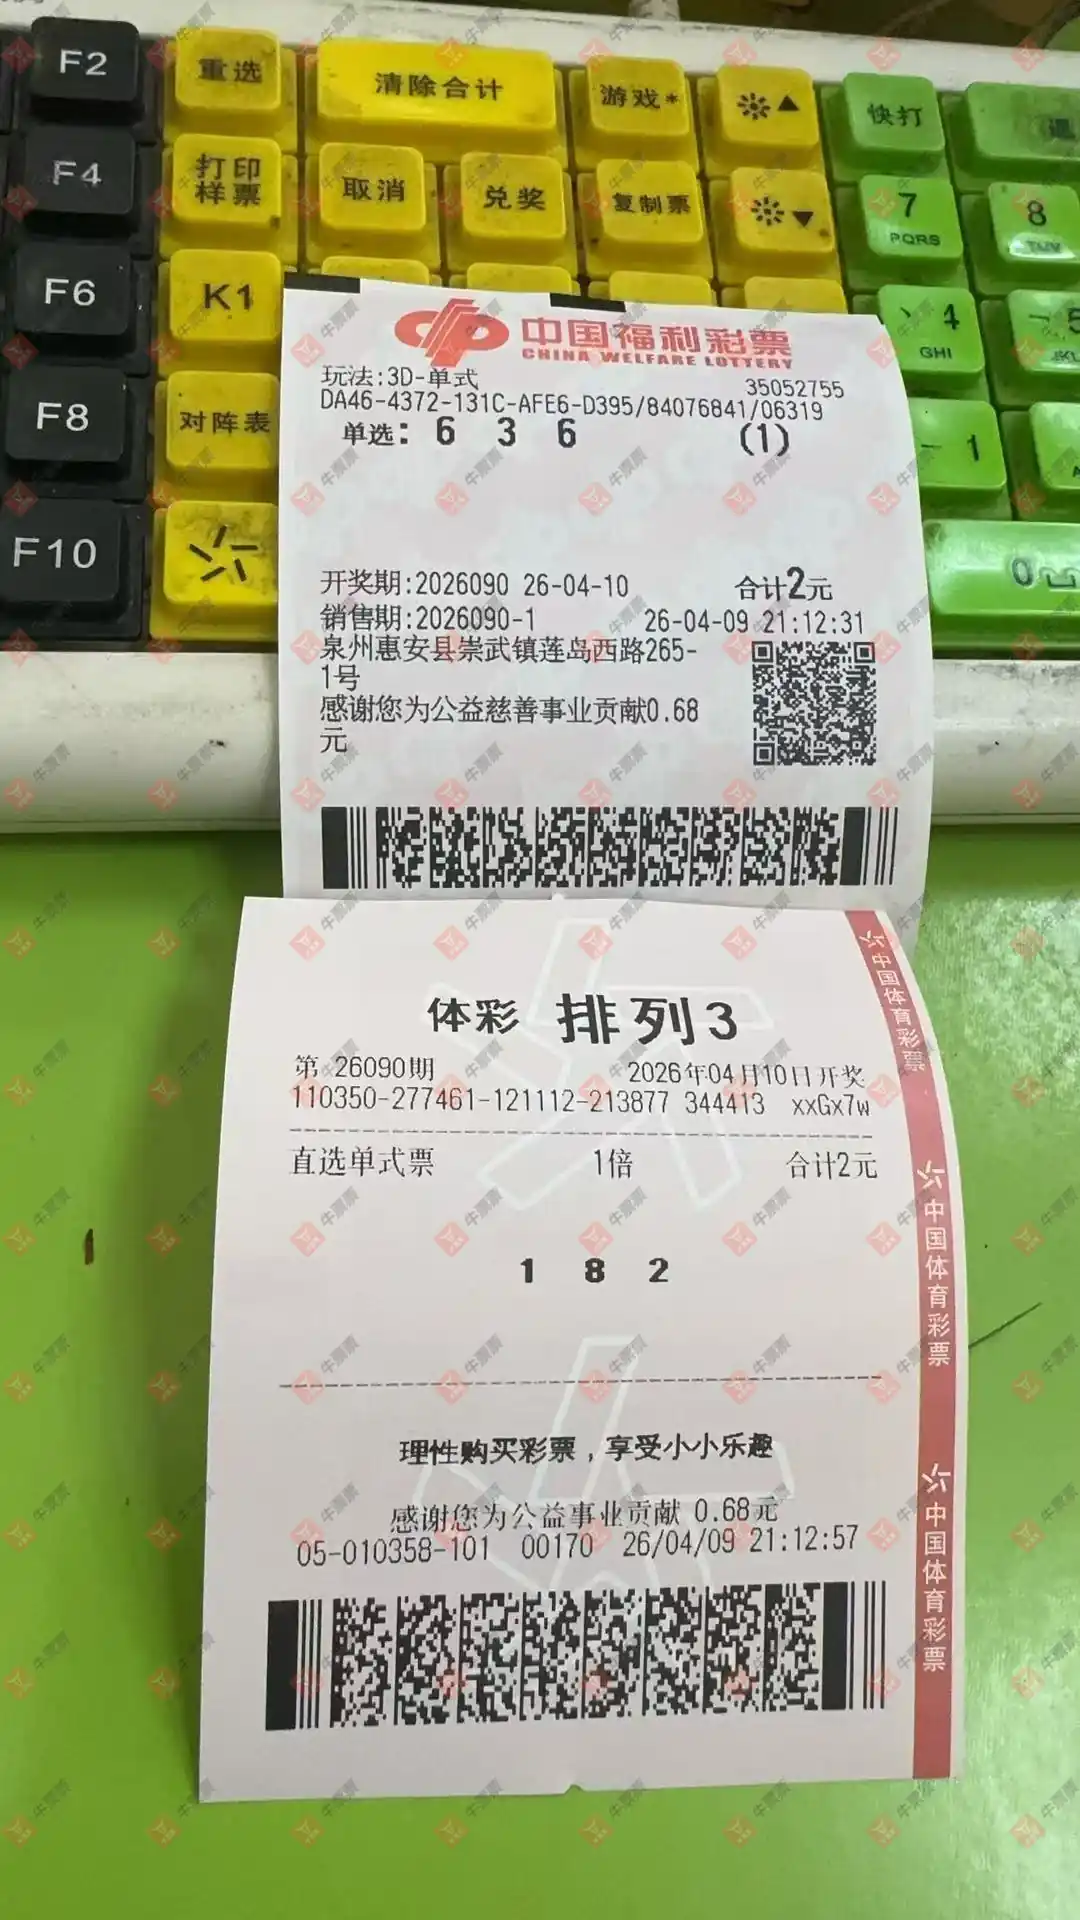 F2 重选 清除合计 游戏* 快打
F4 打印样票 取消 兑奖 复制票 7 PQRS 8 TUV
F6 K1 4 GHI 5
F8 对阵表 1
F10 0
中国福利彩票
CHINA WELFARE LOTTERY
玩法:3D-单式 35052755
DA46-4372-131C-AFE6-D395/84076841/06319
单选: 6 3 6 (1)
开奖期:2026090 26-04-10 合计2元
销售期:2026090-1 26-04-09 21:12:31
泉州惠安县崇武镇莲岛西路265-
1号
感谢您为公益慈善事业贡献0.68
元
体彩 排列3
第 26090期 2026年04月10日开奖
110350-277461-121112-213877 344413 xxGx7w
直选单式票 1倍 合计2元
1 8 2
理性购买彩票，享受小小乐趣
感谢您为公益事业贡献 0.68元
05-010358-101 00170 26/04/09 21:12:57
中国体育彩票
中国体育彩票
中国体育彩票
牛票票